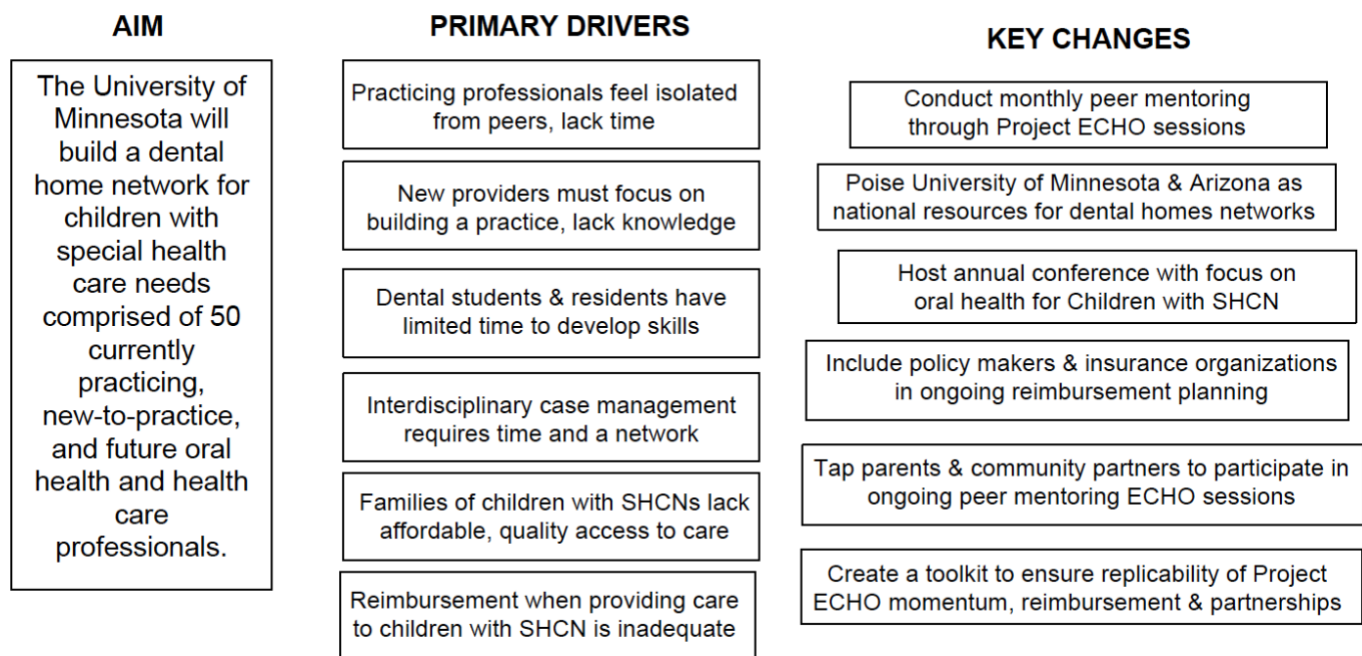 AIM
The University of
Minnesota will
build a dental
home network for
children with
special health
care needs
comprised of 50
currently
practicing,
new-to-practice,
and future oral
health and health
care
professionals.
PRIMARY DRIVERS
Practicing professionals feel isolated
from peers, lack time
New providers must focus on
building a practice, lack knowledge
Dental students & residents have
limited time to develop skills
Interdisciplinary case management
requires time and a network
Families of children with SHCNs lack
affordable, quality access to care
Reimbursement when providing care
to children with SHCN is inadequate
KEY CHANGES
Conduct monthly peer mentoring
through Project ECHO sessions
Poise University of Minnesota & Arizona as
national resources for dental homes networks
Host annual conference with focus on
oral health for Children with SHCN
Include policy makers & insurance organizations
in ongoing reimbursement planning
Tap parents & community partners to participate in
ongoing peer mentoring ECHO sessions
Create a toolkit to ensure replicability of Project
ECHO momentum, reimbursement & partnerships